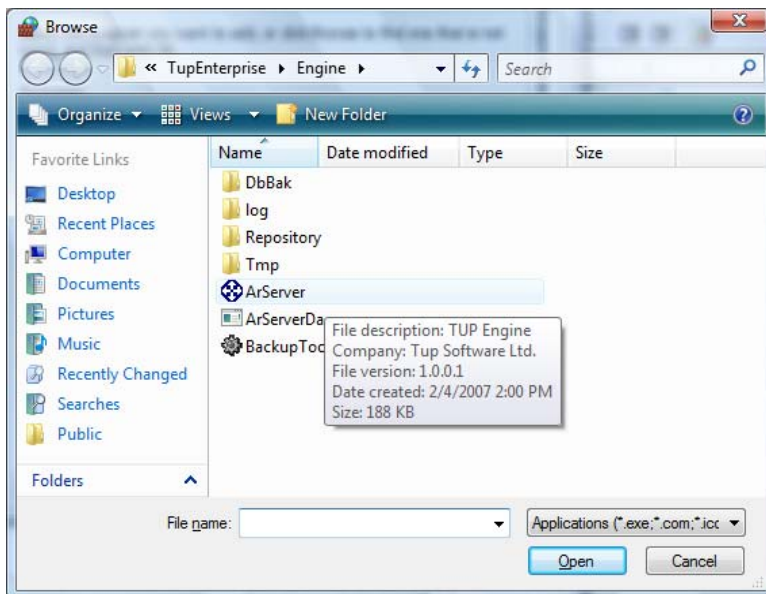 Browse
« TupEnterprise Engine Search
Organize Views New Folder
Favorite Links
Desktop
Recent Places
Computer
Documents
Pictures
Music
Recently Changed
Searches
Public
Folders
Name Date modified Type Size
DbBak
log
Repository
Tmp
ArServer
ArServerDa
BackupToo
File description: TUP Engine
Company: Tup Software Ltd.
File version: 1.0.0.1
Date created: 2/4/2007 2:00 PM
Size: 188 KB
File name:
Applications (*.exe;*.com;*.icc
Open Cancel